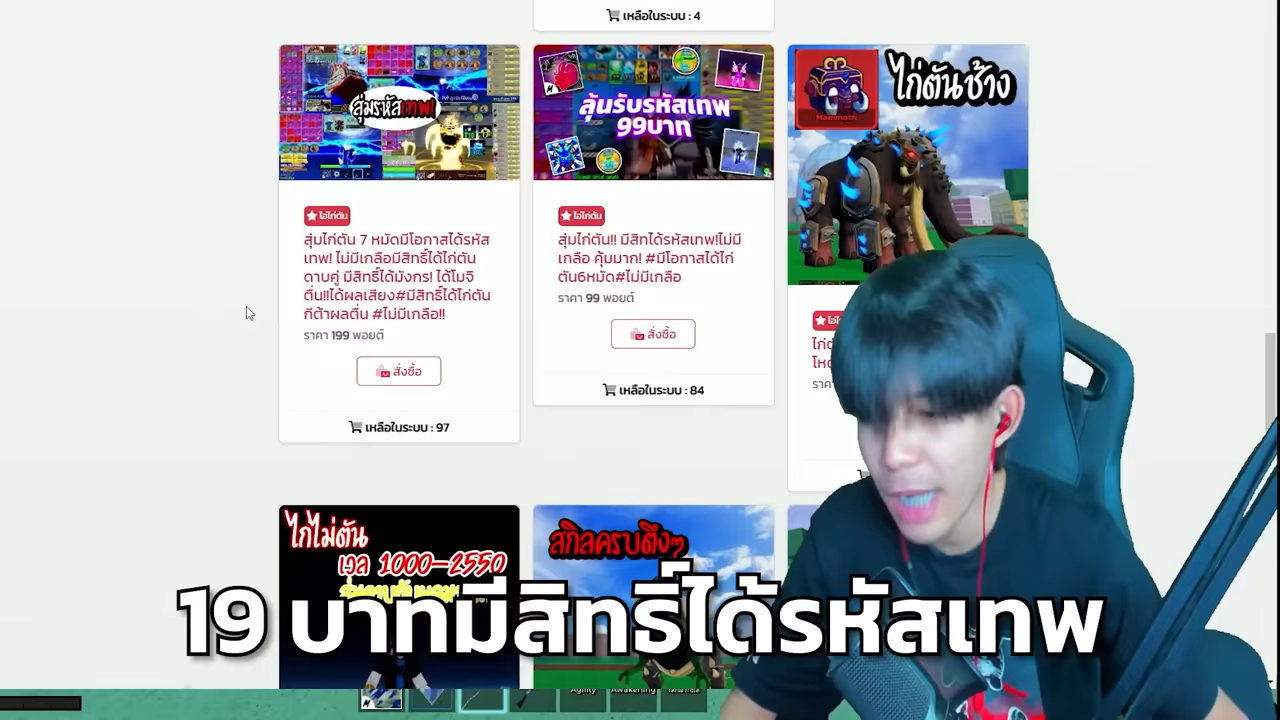 เหลือในระบบ : 4
สุ่มรหัสเทพ!
ลุ้นรับรหัสเทพ
99บาท
Mammoth
ไก่ตันช้าง
ไอ่ไก่ตัน
สุ่มไก่ตัน 7 หมัดมีโอกาสได้รหัส
เทพ! ไม่มีเกลือมีสิทธิ์ได้ไก่ตัน
ดาบคู่ มีสิทธิ์ได้มังกร! ได้โมจิ
ตื่น!!ได้ผลเสียง#มีสิทธิ์ได้ไก่ตัน
กีต้าผลตื่น #ไม่มีเกลือ!!
ราคา 199 พอยต์
สั่งซื้อ
เหลือในระบบ : 97
ไอ่ไก่ตัน
สุ่มไก่ตัน!! มีสิทได้รหัสเทพ!ไม่มี
เกลือ คุ้มมาก! #มีโอกาสได้ไก่
ตัน6หมัด#ไม่มีเกลือ
ราคา 99 พอยต์
สั่งซื้อ
เหลือในระบบ : 84
ไก่ไม่ตัน
เวล 1000-2550
สกิลครบตึงๆ
19 บาทมีสิทธิ์ได้รหัสเทพ
Agility
Awakening